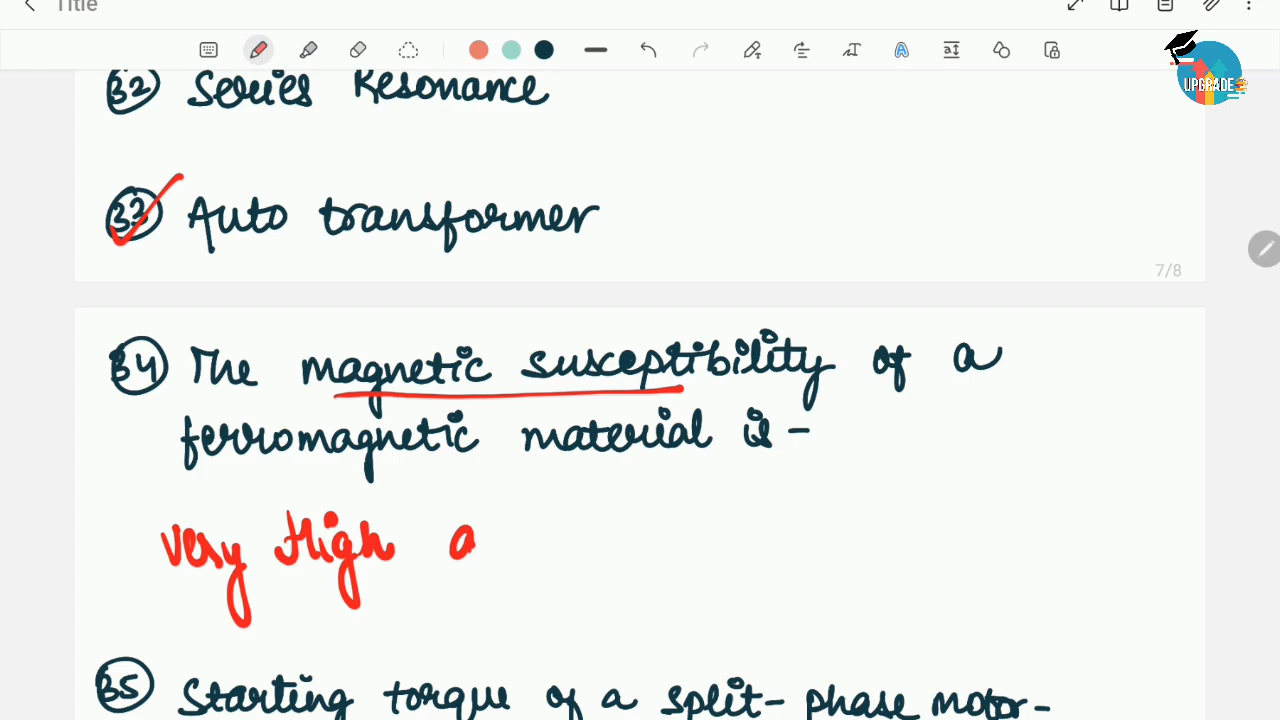 Title
UPGRADE
32 Series Resonance
33 Auto transformer
7/8
34 The magnetic susceptibility of a
ferromagnetic material is -
Very High a
35 Starting torque of a split-phase motor-